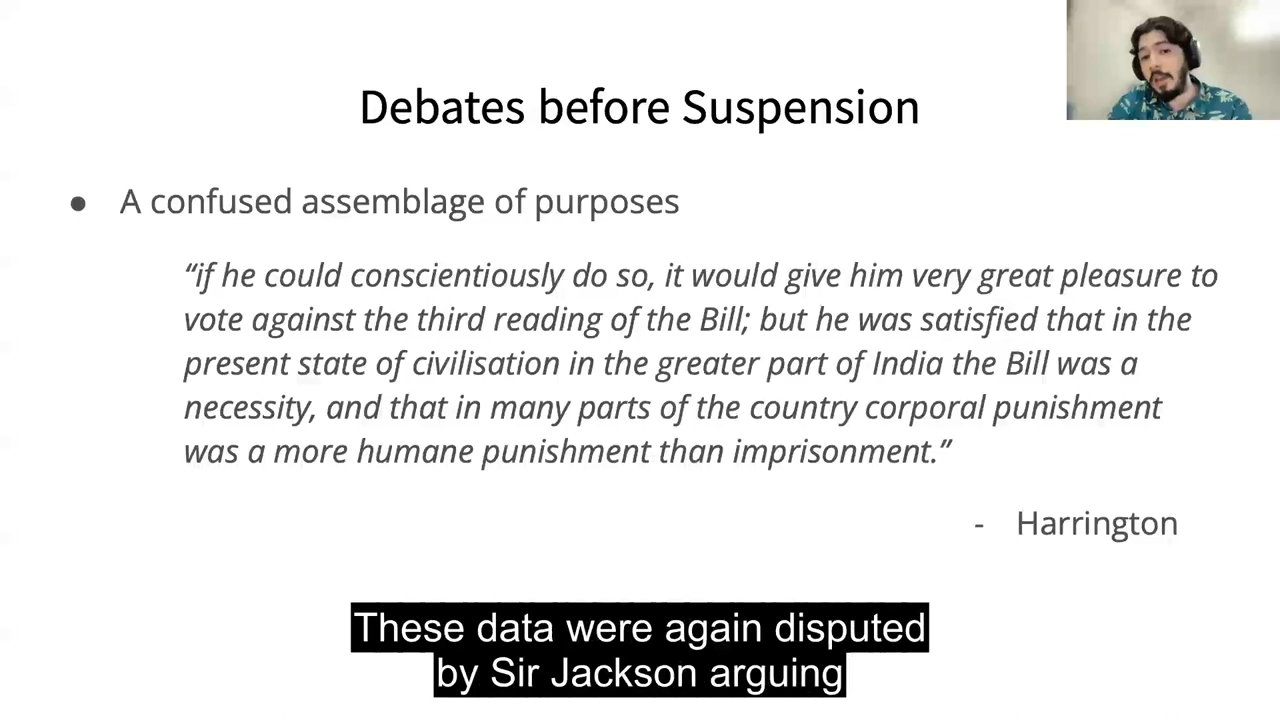 Debates before Suspension
● A confused assemblage of purposes
“if he could conscientiously do so, it would give him very great pleasure to
vote against the third reading of the Bill; but he was satisfied that in the
present state of civilisation in the greater part of India the Bill was a
necessity, and that in many parts of the country corporal punishment
was a more humane punishment than imprisonment.”
- Harrington
These data were again disputed
by Sir Jackson arguing